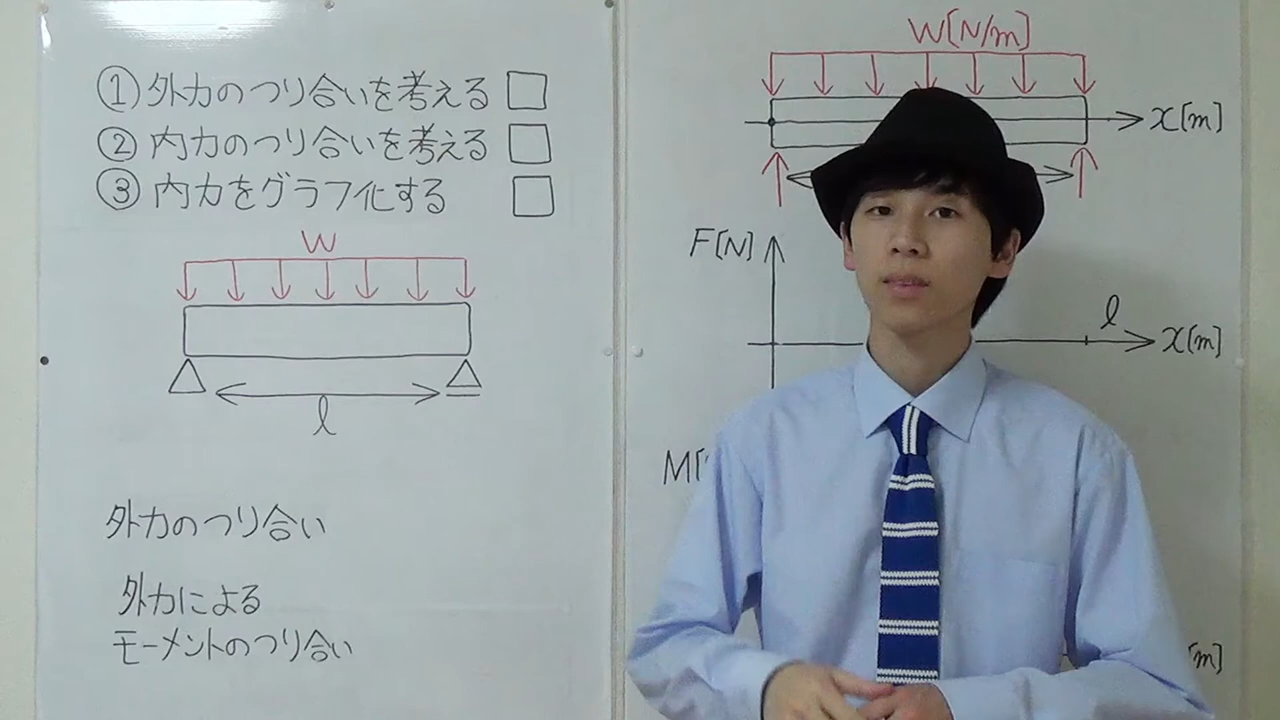 ①外力のつり合いを考える
②内力のつり合いを考える
③内力をグラフ化する
W
l
外力のつり合い
外力による
モーメントのつり合い
W[N/m]
x[m]
F[N]
l
x[m]
M[
m]